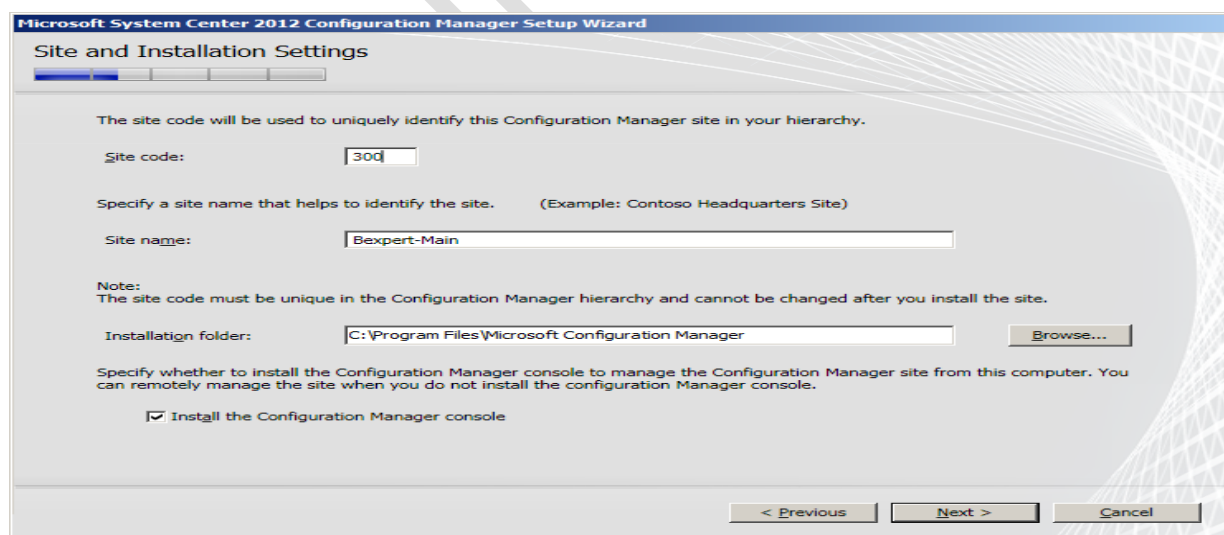 Microsoft System Center 2012 Configuration Manager Setup Wizard
Site and Installation Settings
The site code will be used to uniquely identify this Configuration Manager site in your hierarchy.
Site code: 300
Specify a site name that helps to identify the site. (Example: Contoso Headquarters Site)
Site name: Bexpert-Main
Note:
The site code must be unique in the Configuration Manager hierarchy and cannot be changed after you install the site.
Installation folder: C:\Program Files\Microsoft Configuration Manager Browse...
Specify whether to install the Configuration Manager console to manage the Configuration Manager site from this computer. You
can remotely manage the site when you do not install the configuration Manager console.
Install the Configuration Manager console
< Previous Next > Cancel